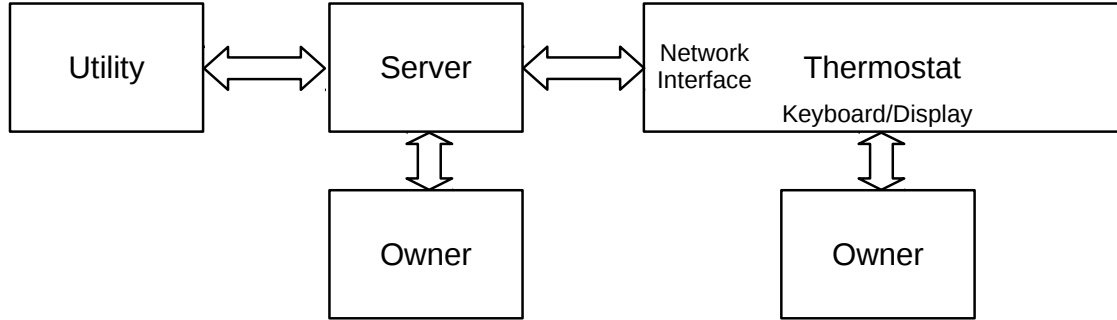 Utility
Server
Network
Interface
Thermostat
Keyboard/Display
Owner
Owner